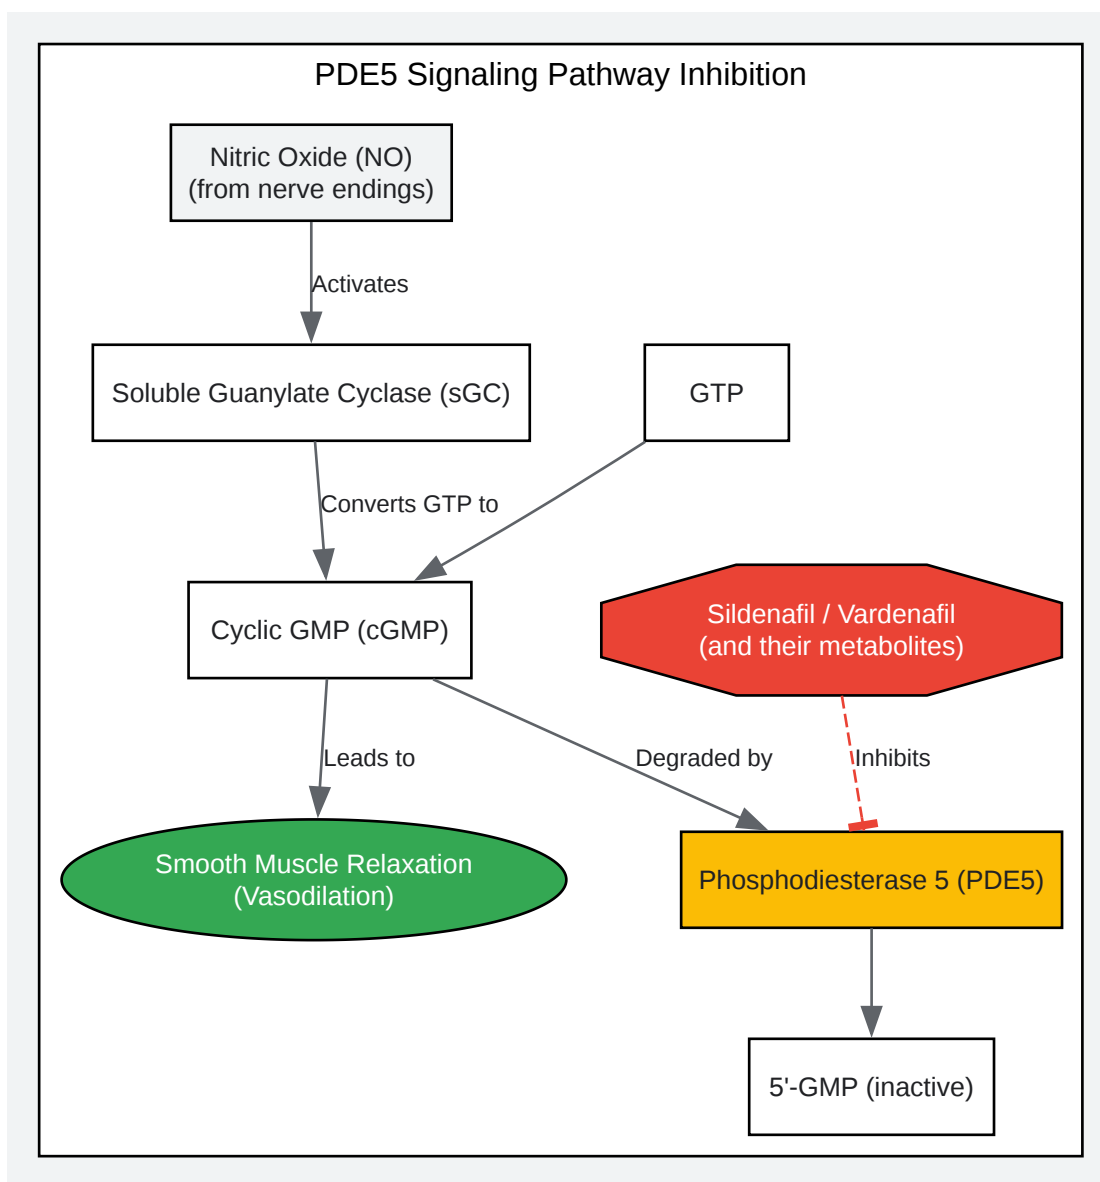 PDE5 Signaling Pathway Inhibition
Nitric Oxide (NO)
(from nerve endings)
Activates
Soluble Guanylate Cyclase (sGC)
GTP
Converts GTP to
Cyclic GMP (cGMP)
Sildenafil / Vardenafil
(and their metabolites)
Leads to
Degraded by
Inhibits
Smooth Muscle Relaxation
(Vasodilation)
Phosphodiesterase 5 (PDE5)
5'-GMP (inactive)